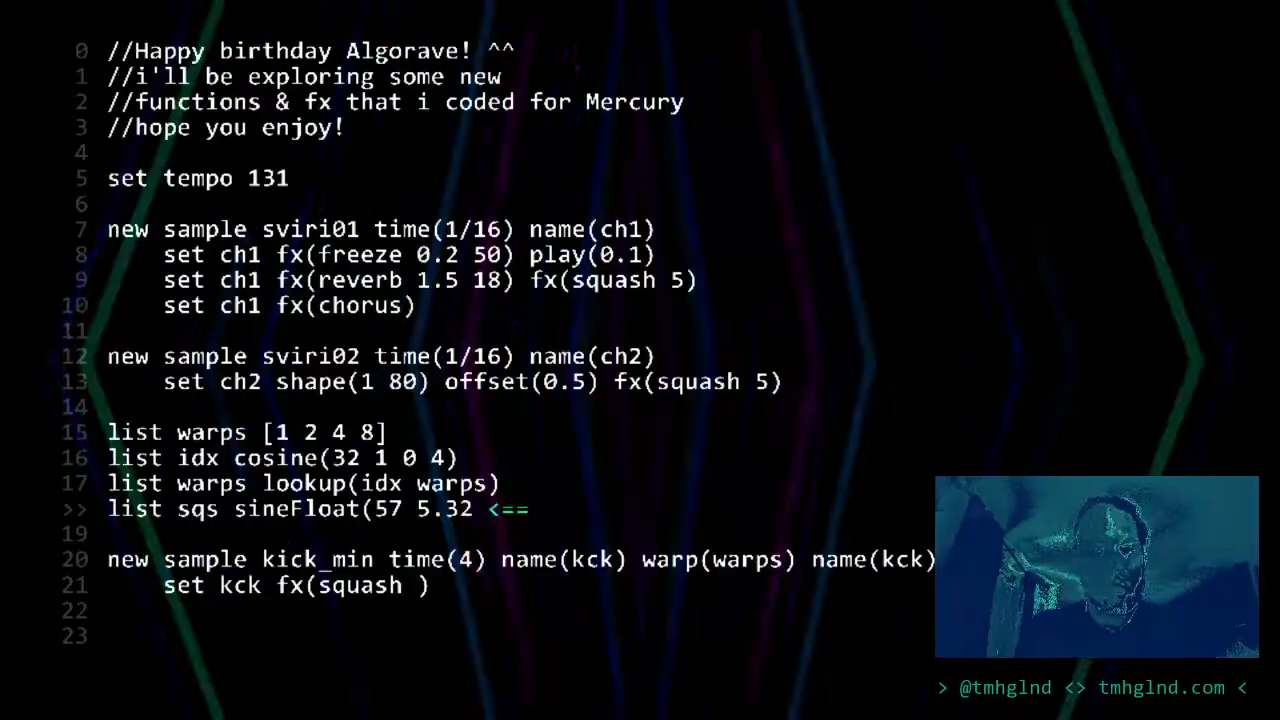 0 //Happy birthday Algorave! ^^
1 //i'll be exploring some new
2 //functions & fx that i coded for Mercury
3 //hope you enjoy!
4
5 set tempo 131
6
7 new sample sviri01 time(1/16) name(ch1)
8 set ch1 fx(freeze 0.2 50) play(0.1)
9 set ch1 fx(reverb 1.5 18) fx(squash 5)
10 set ch1 fx(chorus)
11
12 new sample sviri02 time(1/16) name(ch2)
13 set ch2 shape(1 80) offset(0.5) fx(squash 5)
14
15 list warps [1 2 4 8]
16 list idx cosine(32 1 0 4)
17 list warps lookup(idx warps)
>> list sqs sineFloat(57 5.32 <==
19
20 new sample kick_min time(4) name(kck) warp(warps) name(kck)
21 set kck fx(squash )
22
23
> @tmhglnd <> tmhglnd.com <